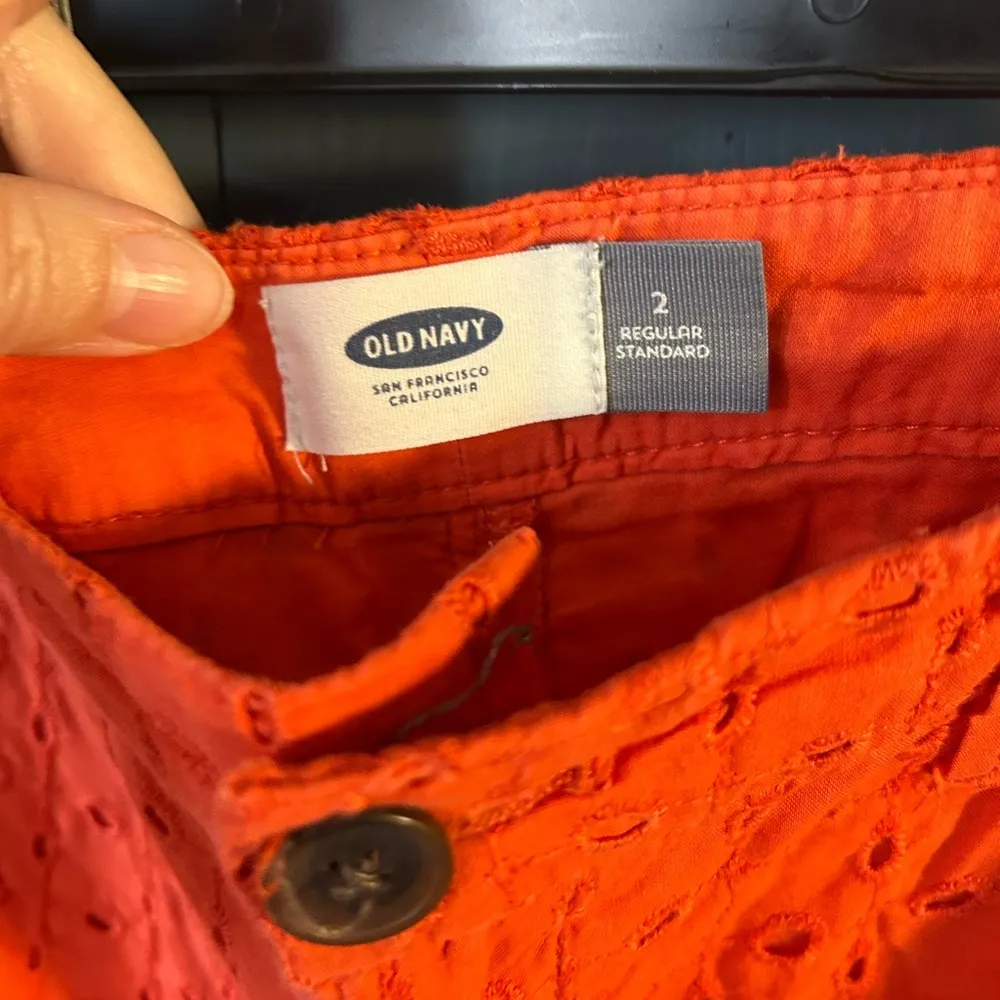 OLD NAVY
SAN FRANCISCO
CALIFORNIA
2
REGULAR
STANDARD